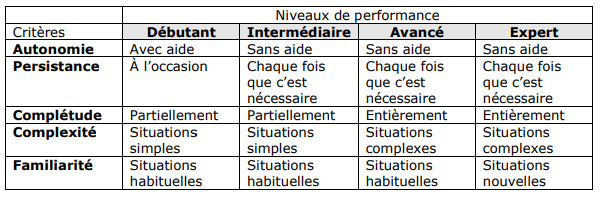 Niveaux de performance
Critères Débutant Intermédiaire Avancé Expert
Autonomie Avec aide Sans aide Sans aide Sans aide
Persistance À l’occasion Chaque fois Chaque fois Chaque fois
que c’est que c’est que c’est
nécessaire nécessaire nécessaire
Complétude Partiellement Partiellement Entièrement Entièrement
Complexité Situations Situations Situations Situations
simples simples complexes complexes
Familiarité Situations Situations Situations Situations
habituelles habituelles habituelles nouvelles